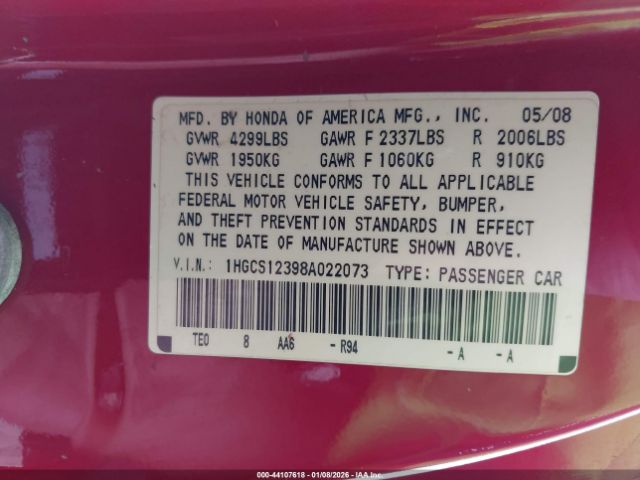 MFD. BY HONDA OF AMERICA MFG., INC. 05/08
GVWR 4299LBS GAWR F 2337LBS R 2006LBS
GVWR 1950KG GAWR F 1060KG R 910KG
THIS VEHICLE CONFORMS TO ALL APPLICABLE
FEDERAL MOTOR VEHICLE SAFETY, BUMPER,
AND THEFT PREVENTION STANDARDS IN EFFECT
ON THE DATE OF MANUFACTURE SHOWN ABOVE.
V.I.N.: 1HGCS12398A022073 TYPE: PASSENGER CAR
TE0 8 AA6 - R94 - A - A
000-44107618 - 01/08/2026 - © IAA Inc.